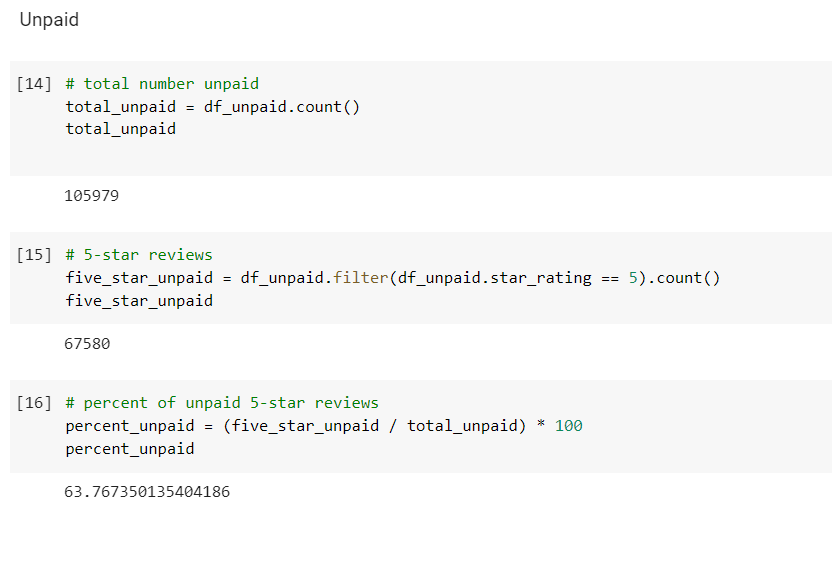 Unpaid
[14] # total number unpaid
total_unpaid = df_unpaid.count()
total_unpaid
105979
[15] # 5-star reviews
five_star_unpaid = df_unpaid.filter(df_unpaid.star_rating == 5).count()
five_star_unpaid
67580
[16] # percent of unpaid 5-star reviews
percent_unpaid = (five_star_unpaid / total_unpaid) * 100
percent_unpaid
63.767350135404186